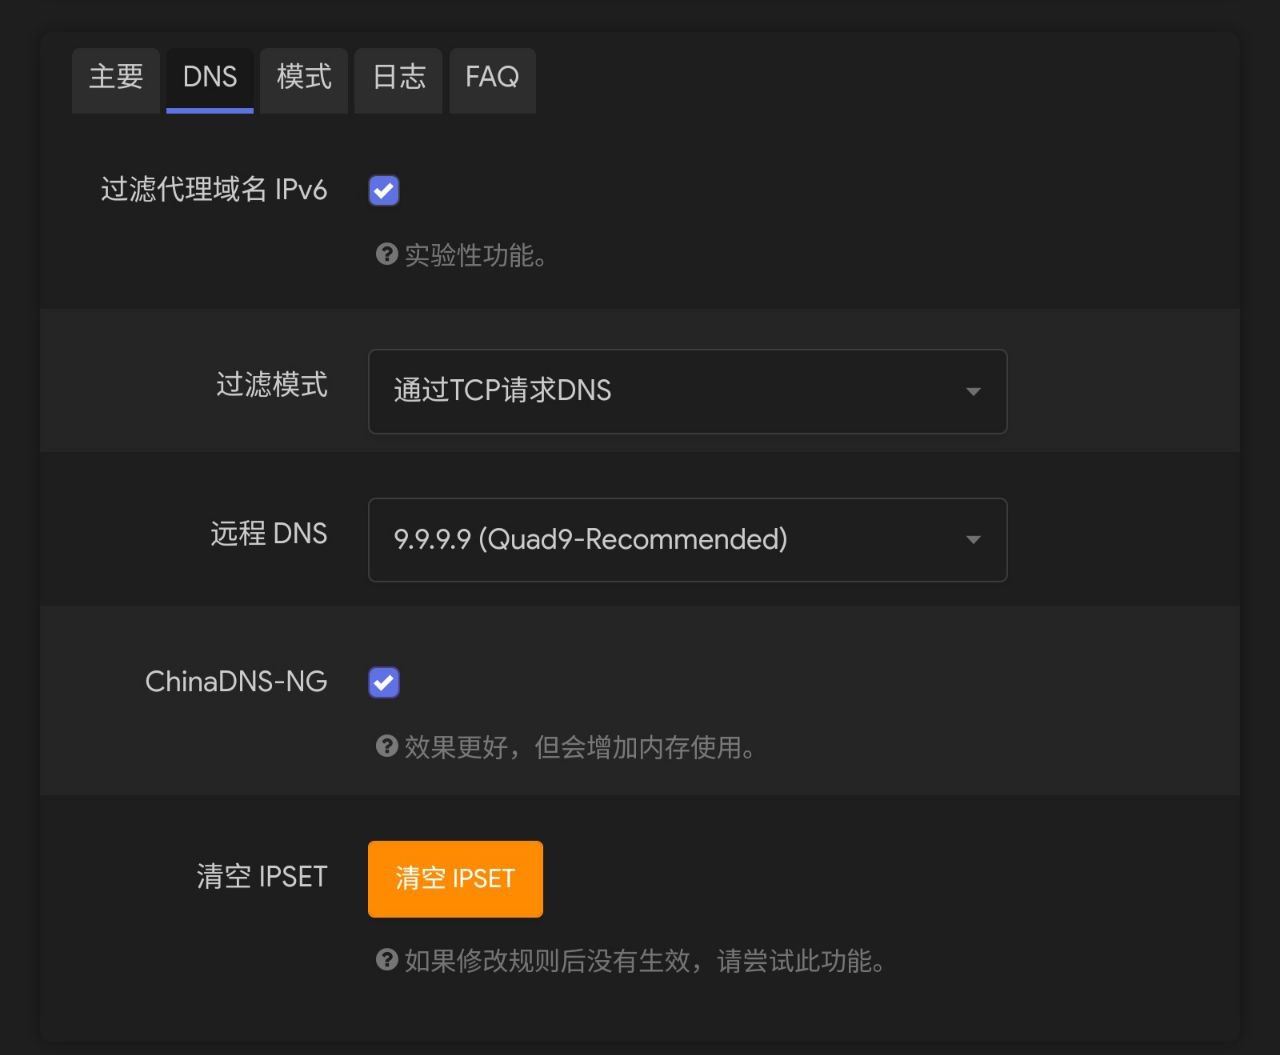 主要 DNS 模式 日志 FAQ
过滤代理域名 IPv6
实验性功能。
过滤模式 通过TCP请求DNS
远程 DNS 9.9.9.9 (Quad9-Recommended)
ChinaDNS-NG
效果更好，但会增加内存使用。
清空 IPSET 清空 IPSET
如果修改规则后没有生效，请尝试此功能。